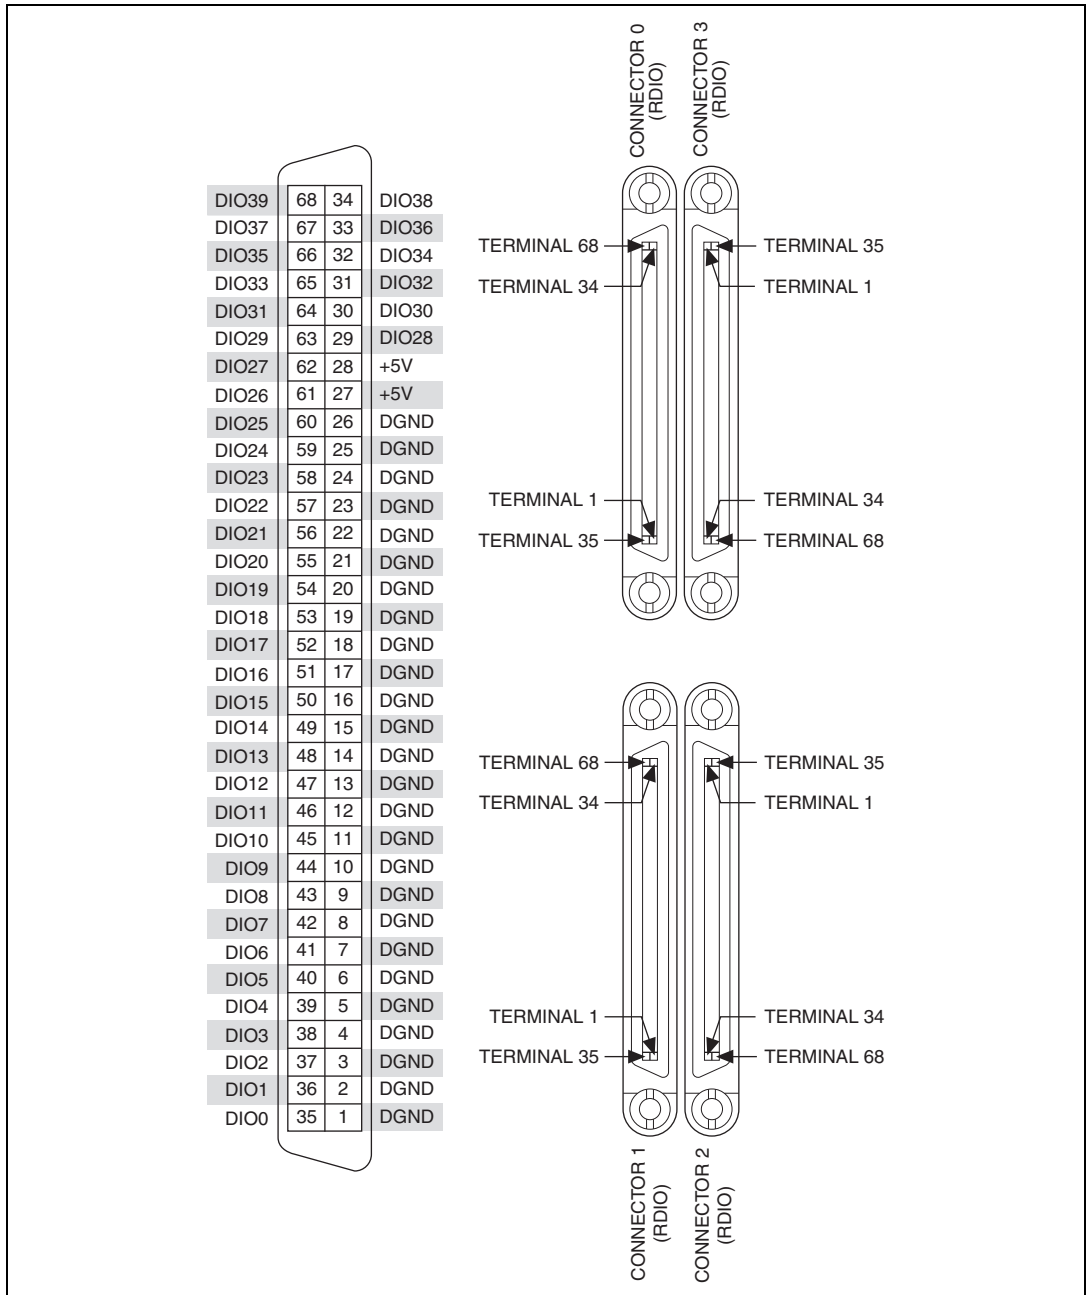 DIO39 68 34 DIO38
DIO37 67 33 DIO36
DIO35 66 32 DIO34
DIO33 65 31 DIO32
DIO31 64 30 DIO30
DIO29 63 29 DIO28
DIO27 62 28 +5V
DIO26 61 27 +5V
DIO25 60 26 DGND
DIO24 59 25 DGND
DIO23 58 24 DGND
DIO22 57 23 DGND
DIO21 56 22 DGND
DIO20 55 21 DGND
DIO19 54 20 DGND
DIO18 53 19 DGND
DIO17 52 18 DGND
DIO16 51 17 DGND
DIO15 50 16 DGND
DIO14 49 15 DGND
DIO13 48 14 DGND
DIO12 47 13 DGND
DIO11 46 12 DGND
DIO10 45 11 DGND
DIO9 44 10 DGND
DIO8 43 9 DGND
DIO7 42 8 DGND
DIO6 41 7 DGND
DIO5 40 6 DGND
DIO4 39 5 DGND
DIO3 38 4 DGND
DIO2 37 3 DGND
DIO1 36 2 DGND
DIO0 35 1 DGND
CONNECTOR 0
(RDIO)
CONNECTOR 3
(RDIO)
TERMINAL 68
TERMINAL 35
TERMINAL 34
TERMINAL 1
TERMINAL 1
TERMINAL 34
TERMINAL 35
TERMINAL 68
TERMINAL 68
TERMINAL 35
TERMINAL 34
TERMINAL 1
TERMINAL 1
TERMINAL 34
TERMINAL 35
TERMINAL 68
CONNECTOR 1
(RDIO)
CONNECTOR 2
(RDIO)